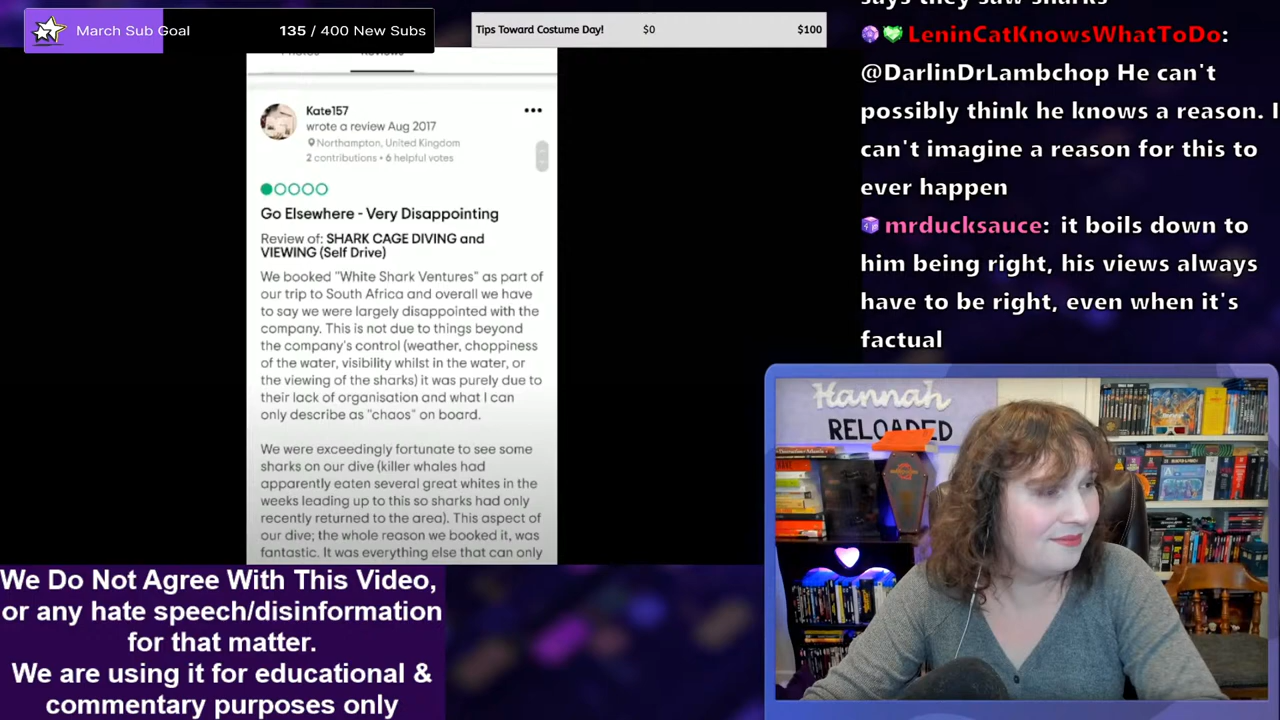 March Sub Goal
135 / 400 New Subs
Tips Toward Costume Day!
$0
$100
says they saw sharks
LeninCatKnowsWhatToDo:
@DarlinDrLambchop He can't
possibly think he knows a reason. I
can't imagine a reason for this to
ever happen
mrducksauce: it boils down to
him being right, his views always
have to be right, even when it's
factual
Reviews
Kate157
wrote a review Aug 2017
Northampton, United Kingdom
2 contributions • 6 helpful votes
Go Elsewhere - Very Disappointing
Review of: SHARK CAGE DIVING and
VIEWING (Self Drive)
We booked "White Shark Ventures" as part of
our trip to South Africa and overall we have
to say we were largely disappointed with the
company. This is not due to things beyond
the company's control (weather, choppiness
of the water, visibility whilst in the water, or
the viewing of the sharks) it was purely due to
their lack of organisation and what I can
only describe as "chaos" on board.
We were exceedingly fortunate to see some
sharks on our dive (killer whales had
apparently eaten several great whites in the
weeks leading up to this so sharks had only
recently returned to the area). This aspect of
our dive; the whole reason we booked it, was
fantastic. It was everything else that can only
Hannah
RELOADED
We Do Not Agree With This Video,
or any hate speech/disinformation
for that matter.
We are using it for educational &
commentary purposes only